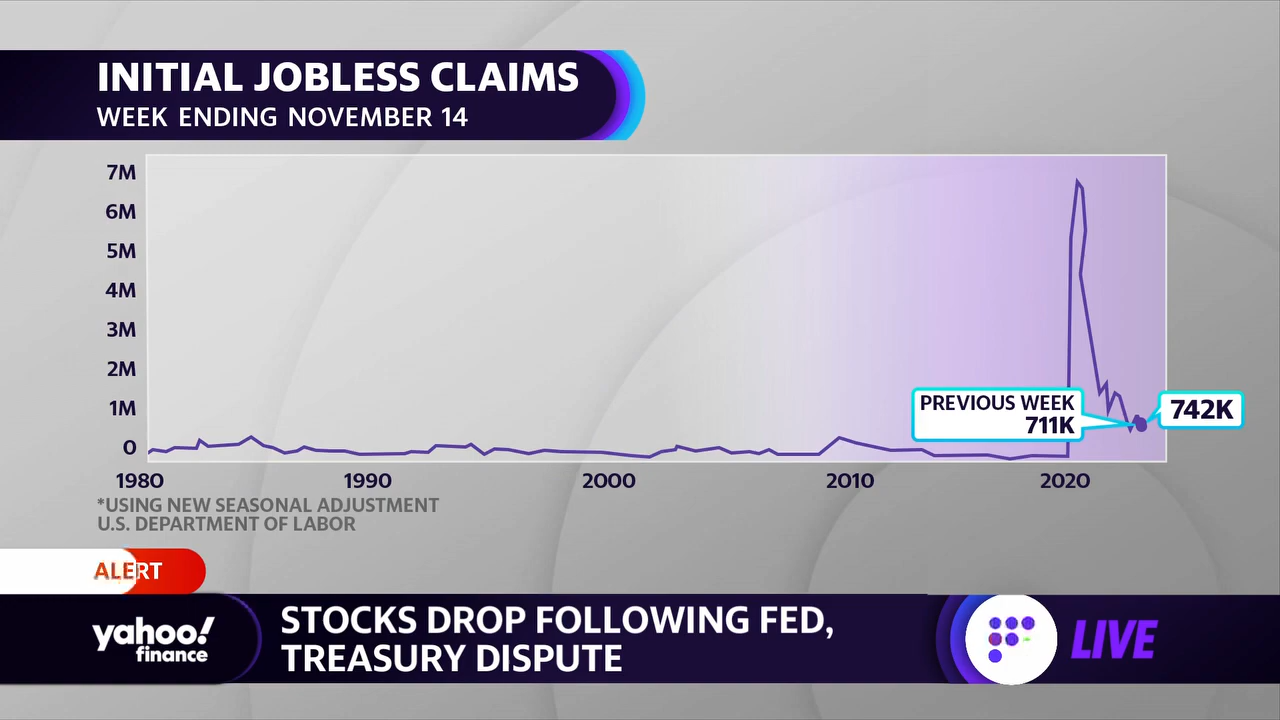 INITIAL JOBLESS CLAIMS
WEEK ENDING NOVEMBER 14
7M
6M
5M
4M
3M
2M
1M
0
PREVIOUS WEEK
711K
742K
1980 1990 2000 2010 2020
*USING NEW SEASONAL ADJUSTMENT
U.S. DEPARTMENT OF LABOR
ALERT
yahoo!
finance
STOCKS DROP FOLLOWING FED,
TREASURY DISPUTE
LIVE